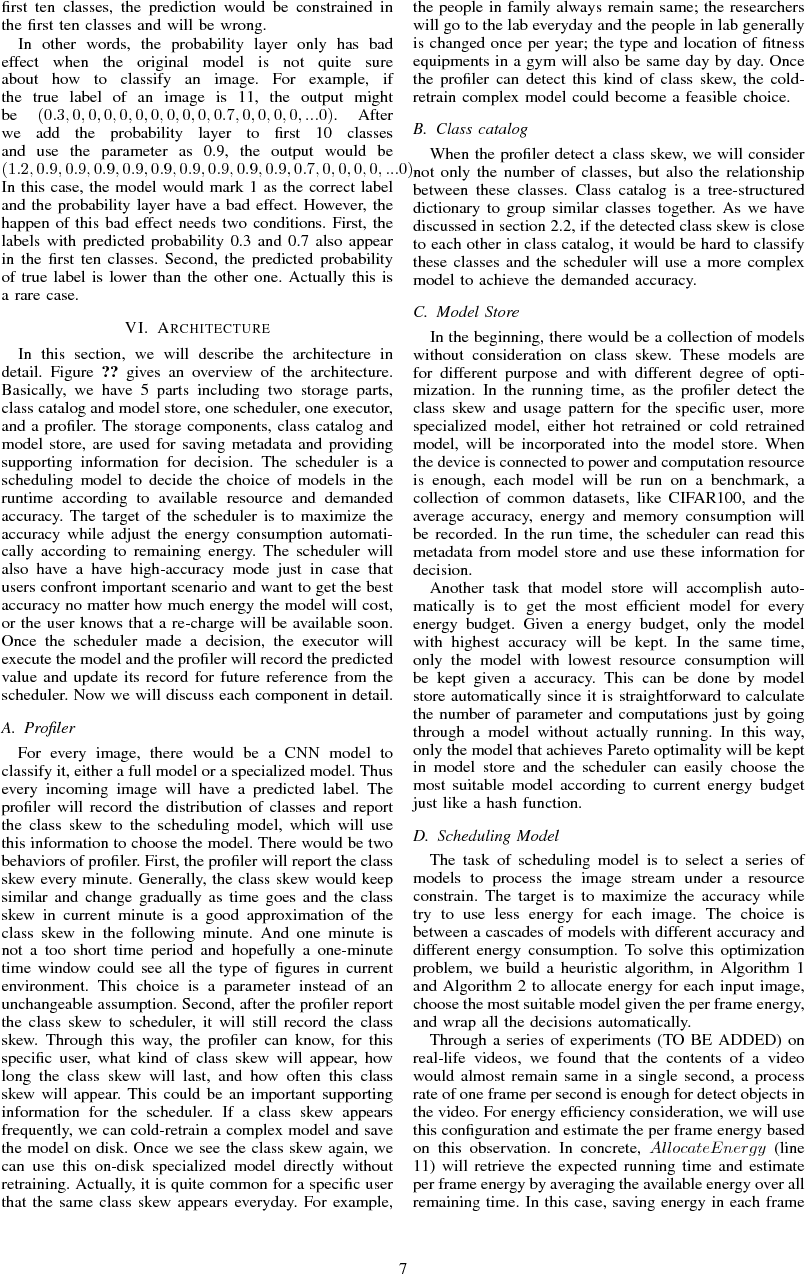 first ten classes, the prediction would be constrained in
the first ten classes and will be wrong.
In other words, the probability layer only has bad
effect when the original model is not quite sure
about how to classify an image. For example, if
the true label of an image is 11, the output might
be (0.3, 0, 0, 0, 0, 0, 0, 0, 0, 0, 0.7, 0, 0, 0, 0, ...0). After
we add the probability layer to first 10 classes
and use the parameter as 0.9, the output would be
(1.2, 0.9, 0.9, 0.9, 0.9, 0.9, 0.9, 0.9, 0.9, 0.9, 0.7, 0, 0, 0, 0, ...0)
In this case, the model would mark 1 as the correct label
and the probability layer have a bad effect. However, the
happen of this bad effect needs two conditions. First, the
labels with predicted probability 0.3 and 0.7 also appear
in the first ten classes. Second, the predicted probability
of true label is lower than the other one. Actually this is
a rare case.
VI. ARCHITECTURE
In this section, we will describe the architecture in
detail. Figure ?? gives an overview of the architecture.
Basically, we have 5 parts including two storage parts,
class catalog and model store, one scheduler, one executor,
and a profiler. The storage components, class catalog and
model store, are used for saving metadata and providing
supporting information for decision. The scheduler is a
scheduling model to decide the choice of models in the
runtime according to available resource and demanded
accuracy. The target of the scheduler is to maximize the
accuracy while adjust the energy consumption automati-
cally according to remaining energy. The scheduler will
also have a have high-accuracy mode just in case that
users confront important scenario and want to get the best
accuracy no matter how much energy the model will cost,
or the user knows that a re-charge will be available soon.
Once the scheduler made a decision, the executor will
execute the model and the profiler will record the predicted
value and update its record for future reference from the
scheduler. Now we will discuss each component in detail.
A. Profiler
For every image, there would be a CNN model to
classify it, either a full model or a specialized model. Thus
every incoming image will have a predicted label. The
profiler will record the distribution of classes and report
the class skew to the scheduling model, which will use
this information to choose the model. There would be two
behaviors of profiler. First, the profiler will report the class
skew every minute. Generally, the class skew would keep
similar and change gradually as time goes and the class
skew in current minute is a good approximation of the
class skew in the following minute. And one minute is
not a too short time period and hopefully a one-minute
time window could see all the type of figures in current
environment. This choice is a parameter instead of an
unchangeable assumption. Second, after the profiler report
the class skew to scheduler, it will still record the class
skew. Through this way, the profiler can know, for this
specific user, what kind of class skew will appear, how
long the class skew will last, and how often this class
skew will appear. This could be an important supporting
information for the scheduler. If a class skew appears
frequently, we can cold-retrain a complex model and save
the model on disk. Once we see the class skew again, we
can use this on-disk specialized model directly without
retraining. Actually, it is quite common for a specific user
that the same class skew appears everyday. For example,
the people in family always remain same; the researchers
will go to the lab everyday and the people in lab generally
is changed once per year; the type and location of fitness
equipments in a gym will also be same day by day. Once
the profiler can detect this kind of class skew, the cold-
retrain complex model could become a feasible choice.
B. Class catalog
When the profiler detect a class skew, we will consider
not only the number of classes, but also the relationship
between these classes. Class catalog is a tree-structured
dictionary to group similar classes together. As we have
discussed in section 2.2, if the detected class skew is close
to each other in class catalog, it would be hard to classify
these classes and the scheduler will use a more complex
model to achieve the demanded accuracy.
C. Model Store
In the beginning, there would be a collection of models
without consideration on class skew. These models are
for different purpose and with different degree of opti-
mization. In the running time, as the profiler detect the
class skew and usage pattern for the specific user, more
specialized model, either hot retrained or cold retrained
model, will be incorporated into the model store. When
the device is connected to power and computation resource
is enough, each model will be run on a benchmark, a
collection of common datasets, like CIFAR100, and the
average accuracy, energy and memory consumption will
be recorded. In the run time, the scheduler can read this
metadata from model store and use these information for
decision.
Another task that model store will accomplish auto-
matically is to get the most efficient model for every
energy budget. Given a energy budget, only the model
with highest accuracy will be kept. In the same time,
only the model with lowest resource consumption will
be kept given a accuracy. This can be done by model
store automatically since it is straightforward to calculate
the number of parameter and computations just by going
through a model without actually running. In this way,
only the model that achieves Pareto optimality will be kept
in model store and the scheduler can easily choose the
most suitable model according to current energy budget
just like a hash function.
D. Scheduling Model
The task of scheduling model is to select a series of
models to process the image stream under a resource
constrain. The target is to maximize the accuracy while
try to use less energy for each image. The choice is
between a cascades of models with different accuracy and
different energy consumption. To solve this optimization
problem, we build a heuristic algorithm, in Algorithm 1
and Algorithm 2 to allocate energy for each input image,
choose the most suitable model given the per frame energy,
and wrap all the decisions automatically.
Through a series of experiments (TO BE ADDED) on
real-life videos, we found that the contents of a video
would almost remain same in a single second, a process
rate of one frame per second is enough for detect objects in
the video. For energy efficiency consideration, we will use
this configuration and estimate the per frame energy based
on this observation. In concrete, AllocateEnergy (line
11) will retrieve the expected running time and estimate
per frame energy by averaging the available energy over all
remaining time. In this case, saving energy in each frame
7